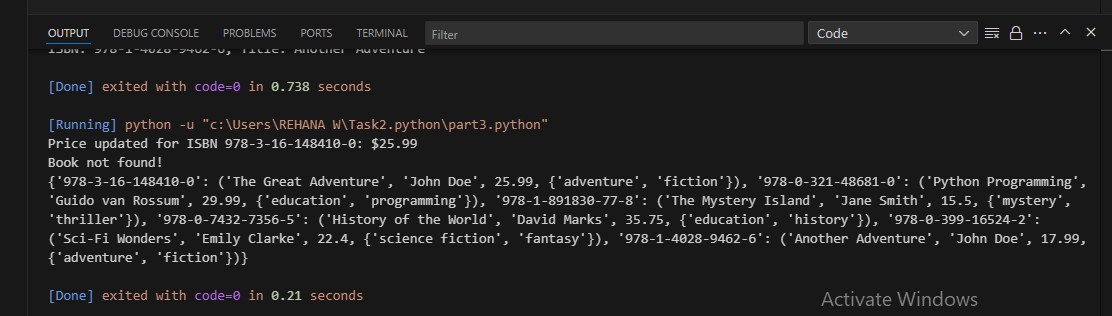 OUTPUT DEBUG CONSOLE PROBLEMS PORTS TERMINAL Filter Code
ISBN: 978-1-4028-9462-6, Title: Another Adventure
[Done] exited with code=0 in 0.738 seconds
[Running] python -u "c:\Users\REHANA W\Task2.python\part3.python"
Price updated for ISBN 978-3-16-148410-0: $25.99
Book not found!
{'978-3-16-148410-0': ('The Great Adventure', 'John Doe', 25.99, {'adventure', 'fiction'}), '978-0-321-48681-0': ('Python Programming',
'Guido van Rossum', 29.99, {'education', 'programming'}), '978-1-891830-77-8': ('The Mystery Island', 'Jane Smith', 15.5, {'mystery',
'thriller'}), '978-0-7432-7356-5': ('History of the World', 'David Marks', 35.75, {'education', 'history'}), '978-0-399-16524-2':
('Sci-Fi Wonders', 'Emily Clarke', 22.4, {'science fiction', 'fantasy'}), '978-1-4028-9462-6': ('Another Adventure', 'John Doe', 17.99,
{'adventure', 'fiction'})}
[Done] exited with code=0 in 0.21 seconds
Activate Windows